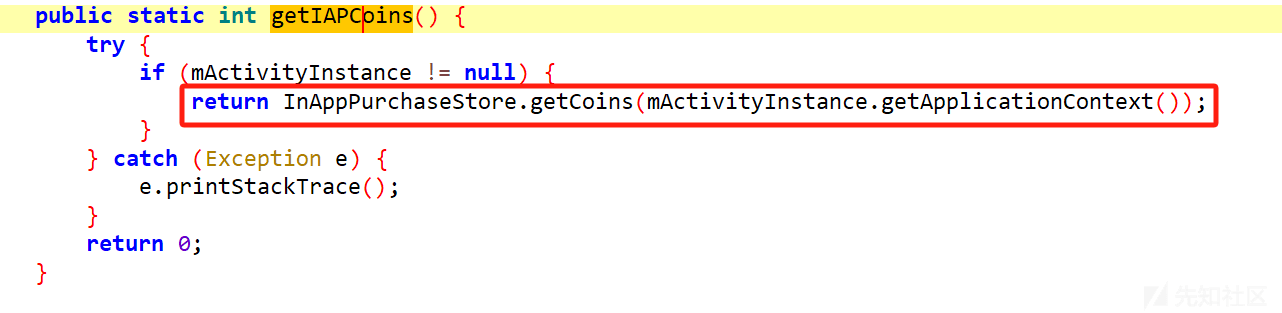 public static int getIAPCoins() {
    try {
        if (mActivityInstance != null) {
            return InAppPurchaseStore.getCoins(mActivityInstance.getApplicationContext());
        }
    } catch (Exception e) {
        e.printStackTrace();
    }
    return 0;
}
先知社区